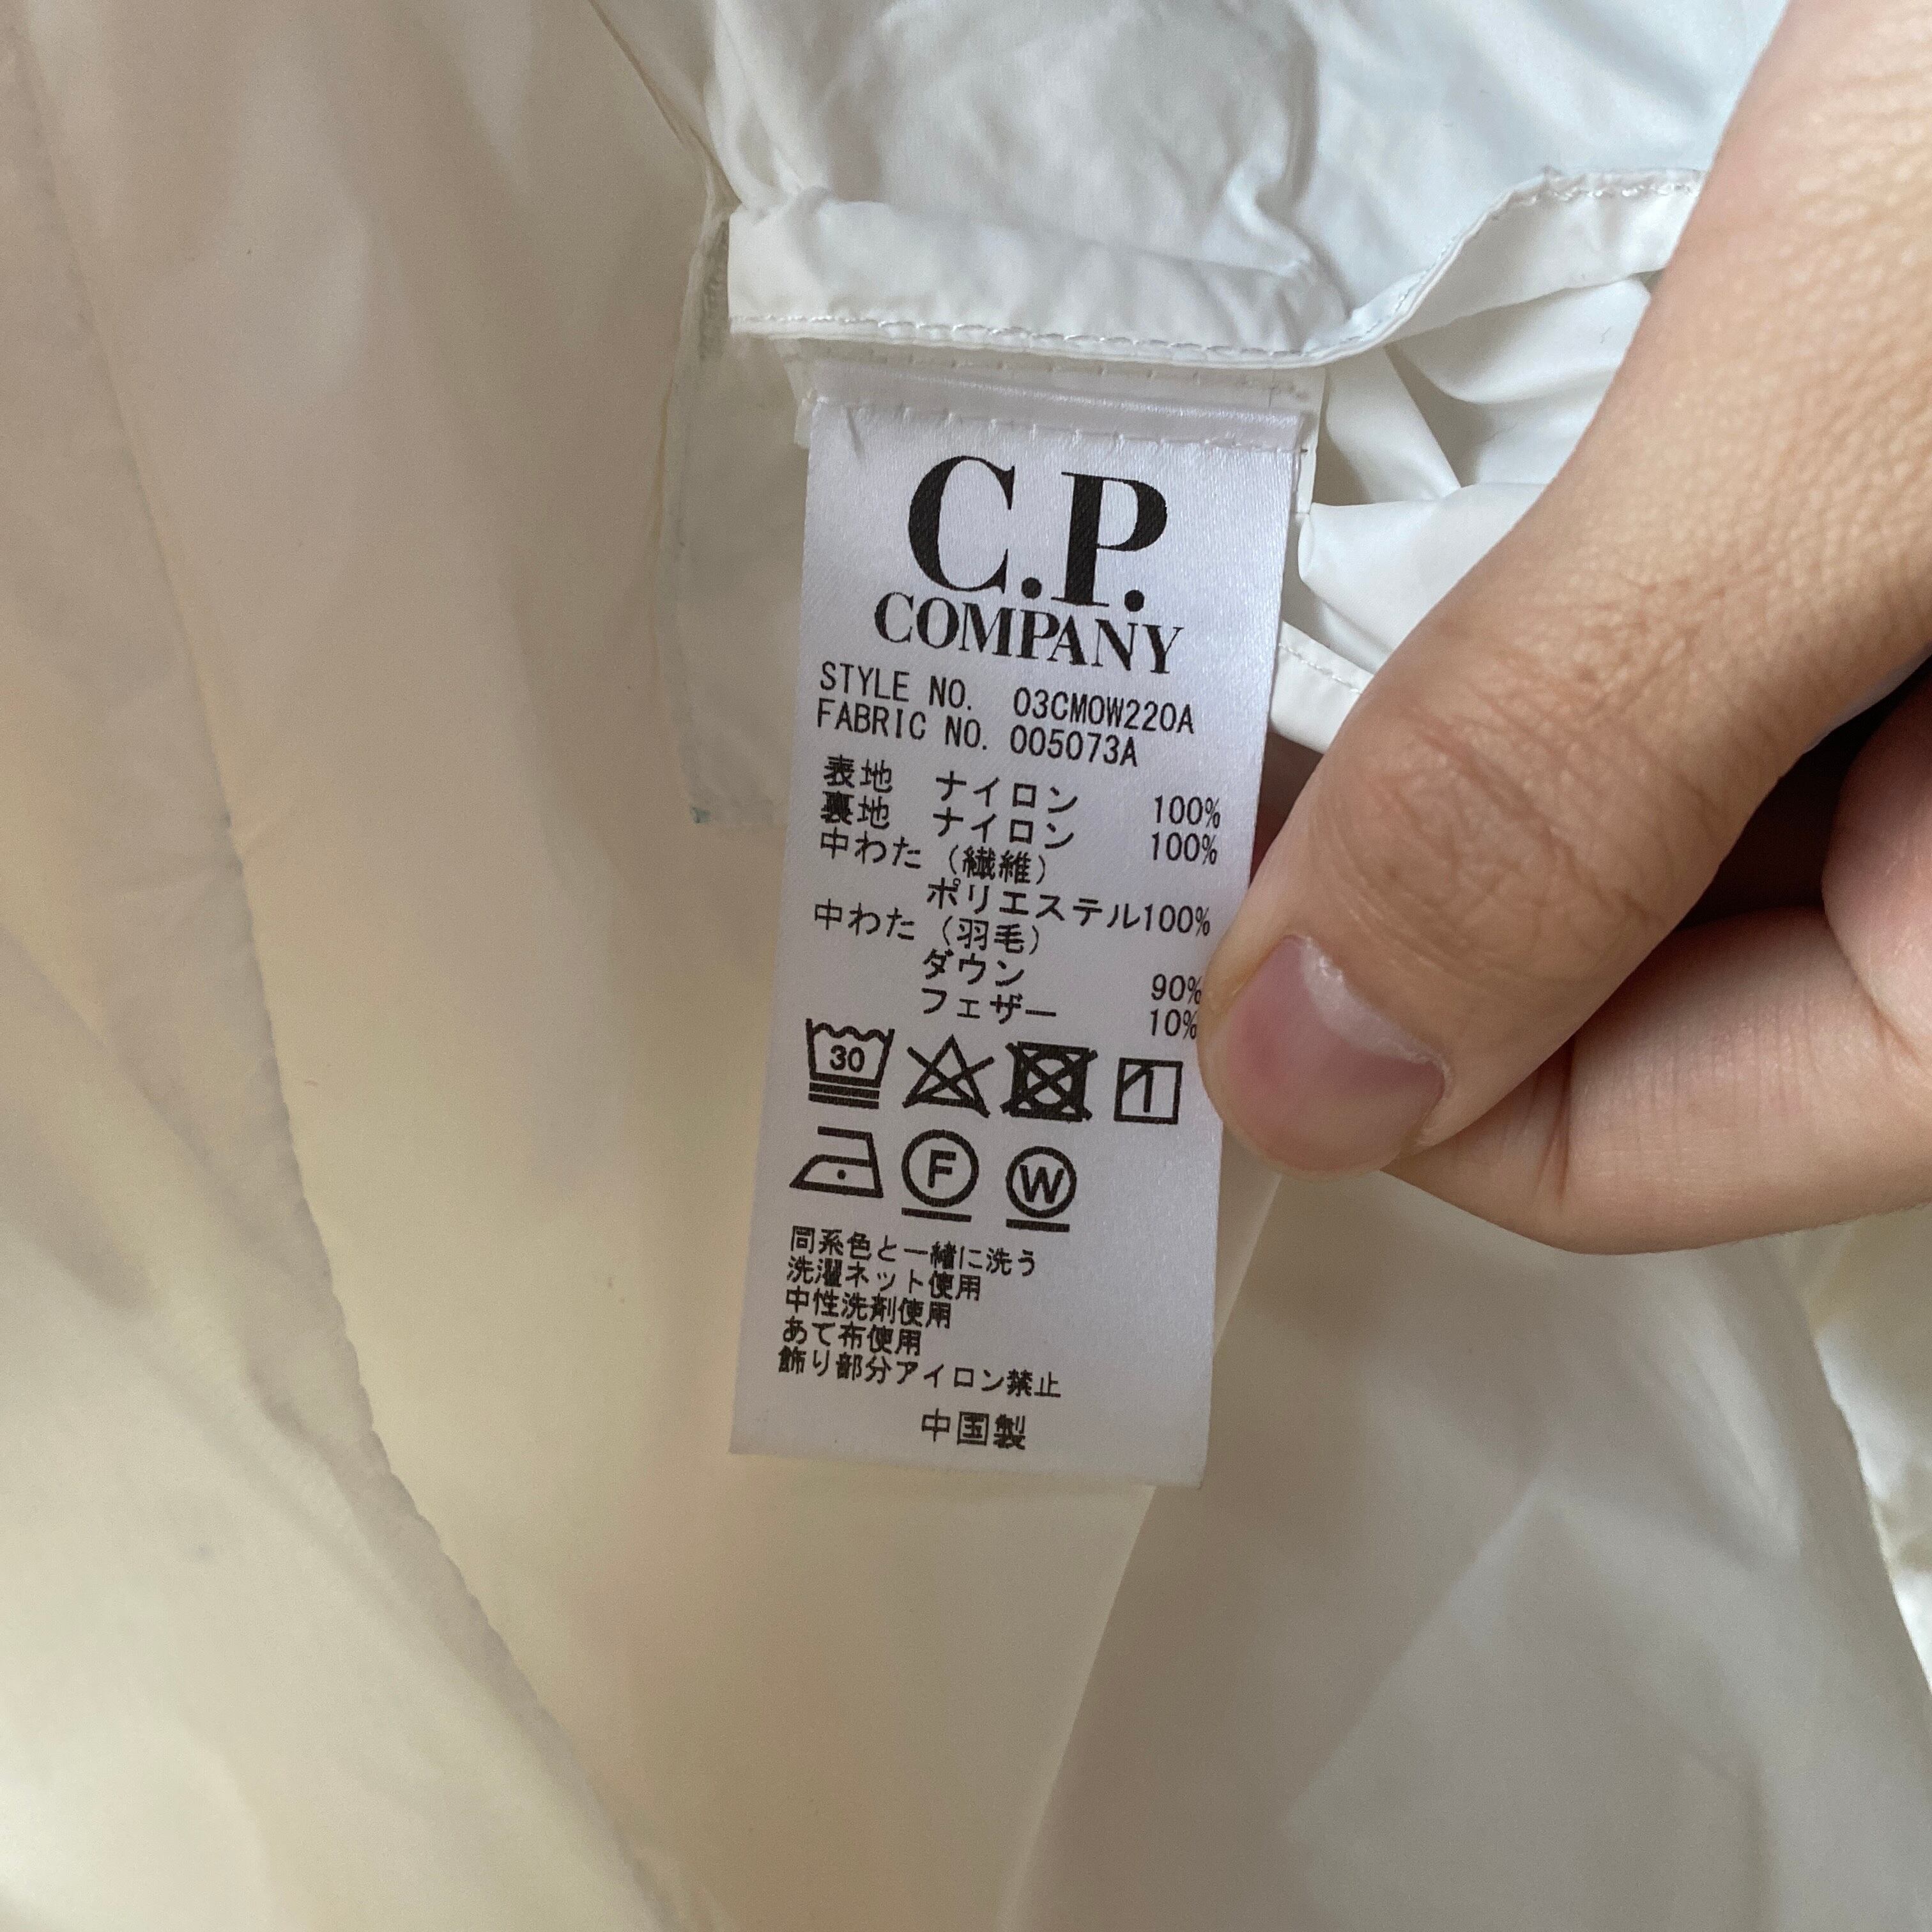 C.P.
COMPANY
STYLE NO. 03CMOW220A
FABRIC NO. 005073A
表地 ナイロン 100%
裏地 ナイロン 100%
中わた（繊維）
ポリエステル100%
中わた（羽毛）
ダウン 90%
フェザー 10%
30
F W
同系色と一緒に洗う
洗濯ネット使用
中性洗剤使用
あて布使用
飾り部分アイロン禁止
中国製